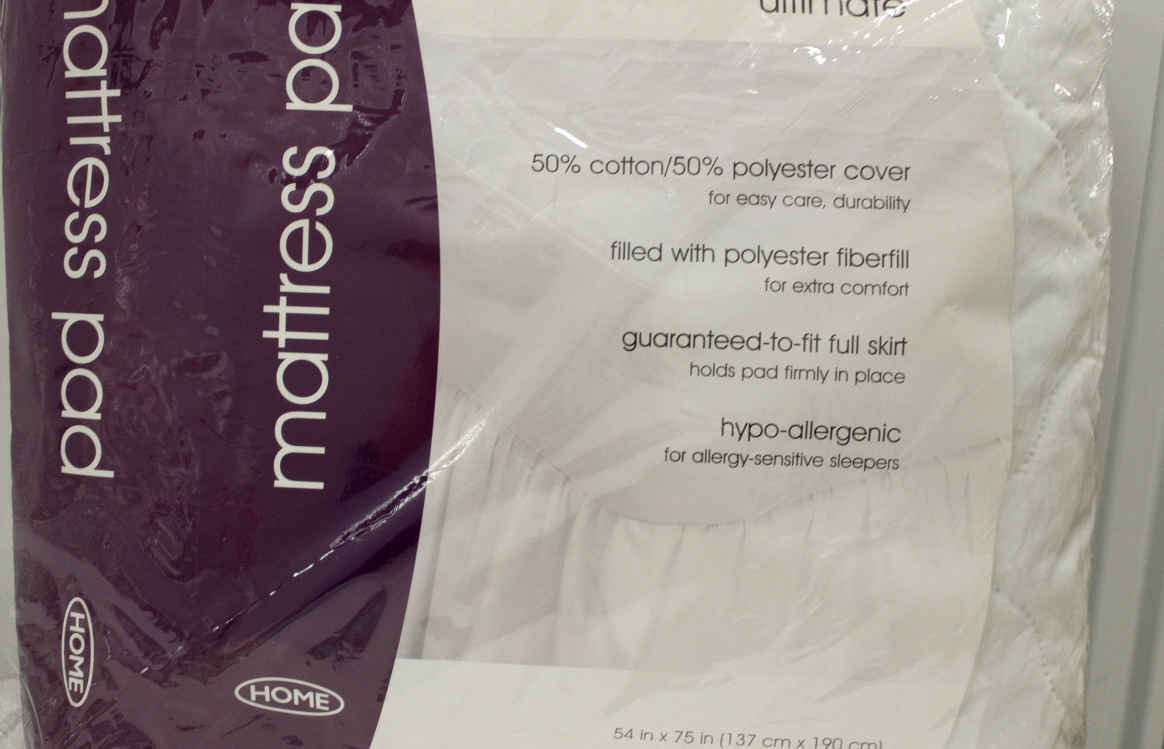 ultimate
mattress pad
mattress pa
50% cotton/50% polyester cover
for easy care, durability
filled with polyester fiberfill
for extra comfort
guaranteed-to-fit full skirt
holds pad firmly in place
hypo-allergenic
for allergy-sensitive sleepers
HOME
HOME
54 in x 75 in (137 cm x 190 cm)